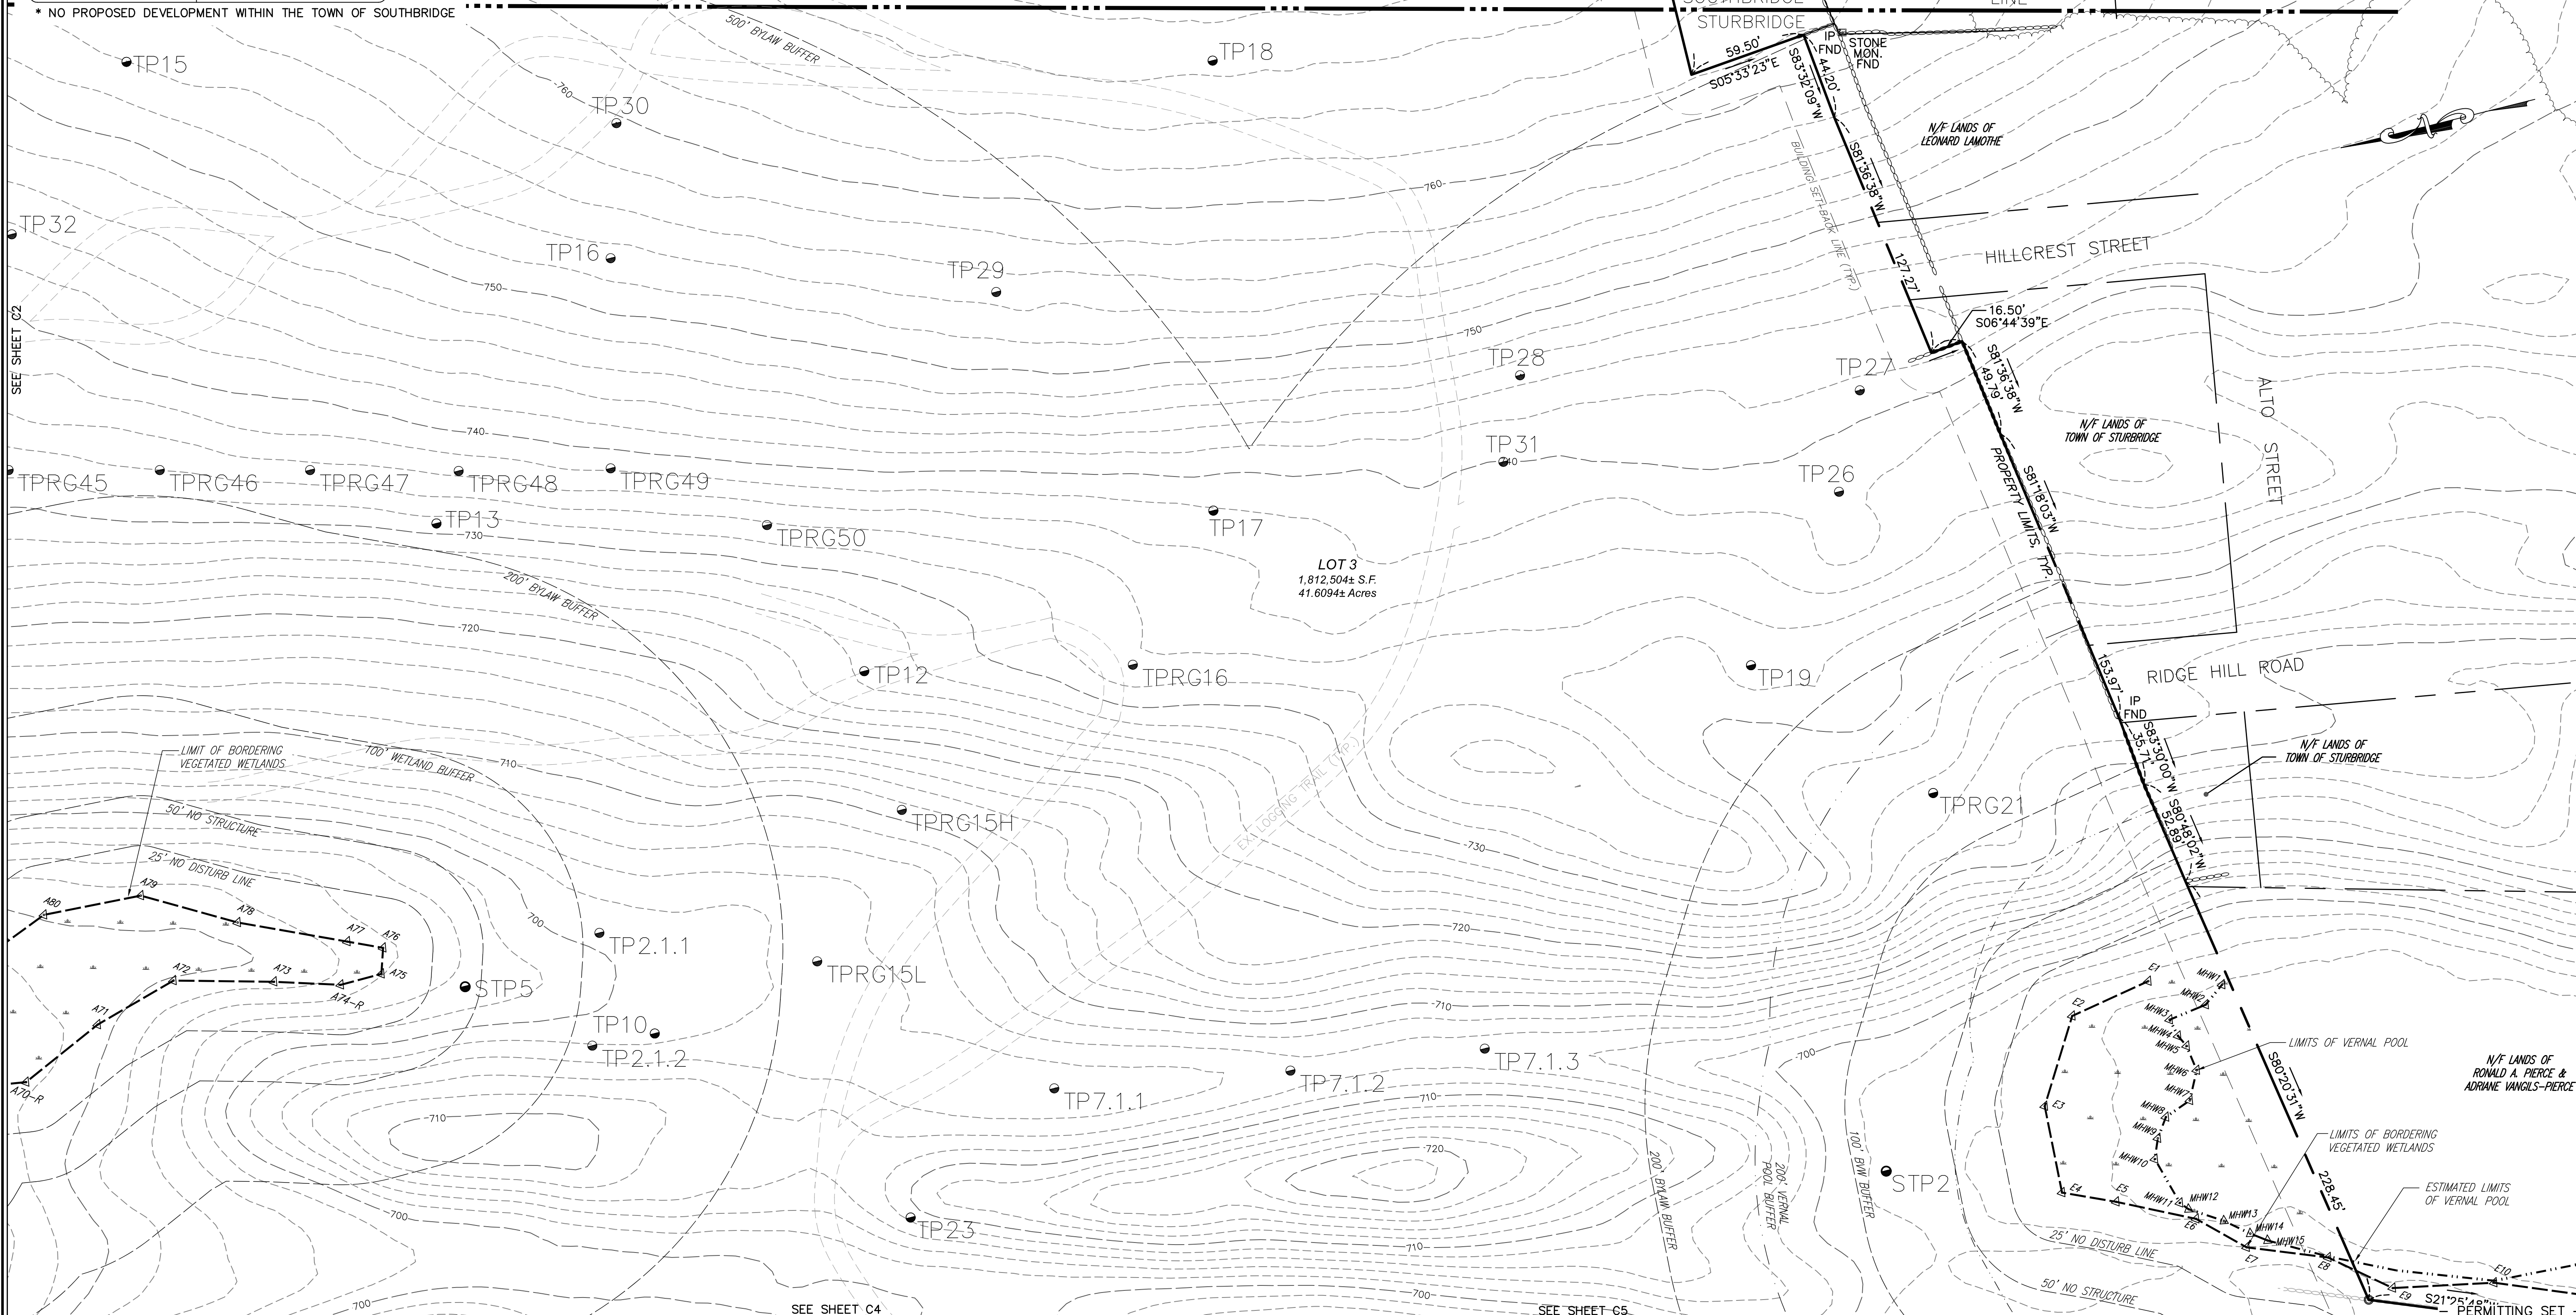 * NO PROPOSED DEVELOPMENT WITHIN THE TOWN OF SOUTHBRIDGE
SOUTHBRIDGE
STURBRIDGE
LINE
500' BYLAW BUFFER
TP15
TP18
59.50'
S05°33'23"E
IP
FND
STONE
MON.
FND
44.20'
S83°32'09"W
760
TP30
N/F LANDS OF
LEONARD LAMOTHE
760
S81°36'38"W
BUILDING SET-BACK LINE (TYP.)
TP32
TP16
TP29
HILLCREST STREET
127.27'
750
750
16.50'
S06°44'39"E
SEE SHEET C2
TP28
TP27
S81°36'38"W
49.79'
ALTO STREET
740
N/F LANDS OF
TOWN OF STURBRIDGE
TP31
740
TPRG45
TPRG46
TPRG47
TPRG48
TPRG49
TP26
PROPERTY LIMITS, TYP.
S81°18'03"W
TP13
730
TPRG50
TP17
LOT 3
1,812,504± S.F.
41.6094± Acres
200' BYLAW BUFFER
720
TP12
TPRG16
TP19
153.97'
RIDGE HILL ROAD
IP
FND
LIMIT OF BORDERING
VEGETATED WETLANDS
100' WETLAND BUFFER
710
EX. LOGGING TRAIL (TYP.)
S83°30'00"W
35.71'
N/F LANDS OF
TOWN OF STURBRIDGE
50' NO STRUCTURE
TPRG15H
TPRG21
S80°48'02"W
52.89'
730
25' NO DISTURB LINE
A80
A79
A78
A77
A76
700
720
TP2.1.1
TPRG15L
A72
A73
A74-R
A75
STP5
E1
MHW1
E2
MHW2
710
A71
MHW3
MHW4
MHW5
TP10
TP2.1.2
LIMITS OF VERNAL POOL
TP7.1.3
700
N/F LANDS OF
RONALD A. PIERCE &
ADRIANE VANGILS-PIERCE
S80°20'31"W
MHW6
TP7.1.2
A70-R
TP7.1.1
MHW7
710
E3
MHW8
710
MHW9
LIMITS OF BORDERING
VEGETATED WETLANDS
720
MHW10
200' BYLAW BUFFER
200' VERNAL
POOL BUFFER
100' BVW BUFFER
STP2
E4
E5
MHW11
MHW12
228.45'
ESTIMATED LIMITS
OF VERNAL POOL
700
TP23
E6
MHW13
MHW14
MHW15
710
25' NO DISTURB LINE
E7
E8
E10
50' NO STRUCTURE
E9
700
700
SEE SHEET C4
SEE SHEET C5
S21°25'48"W
PERMITTING SET